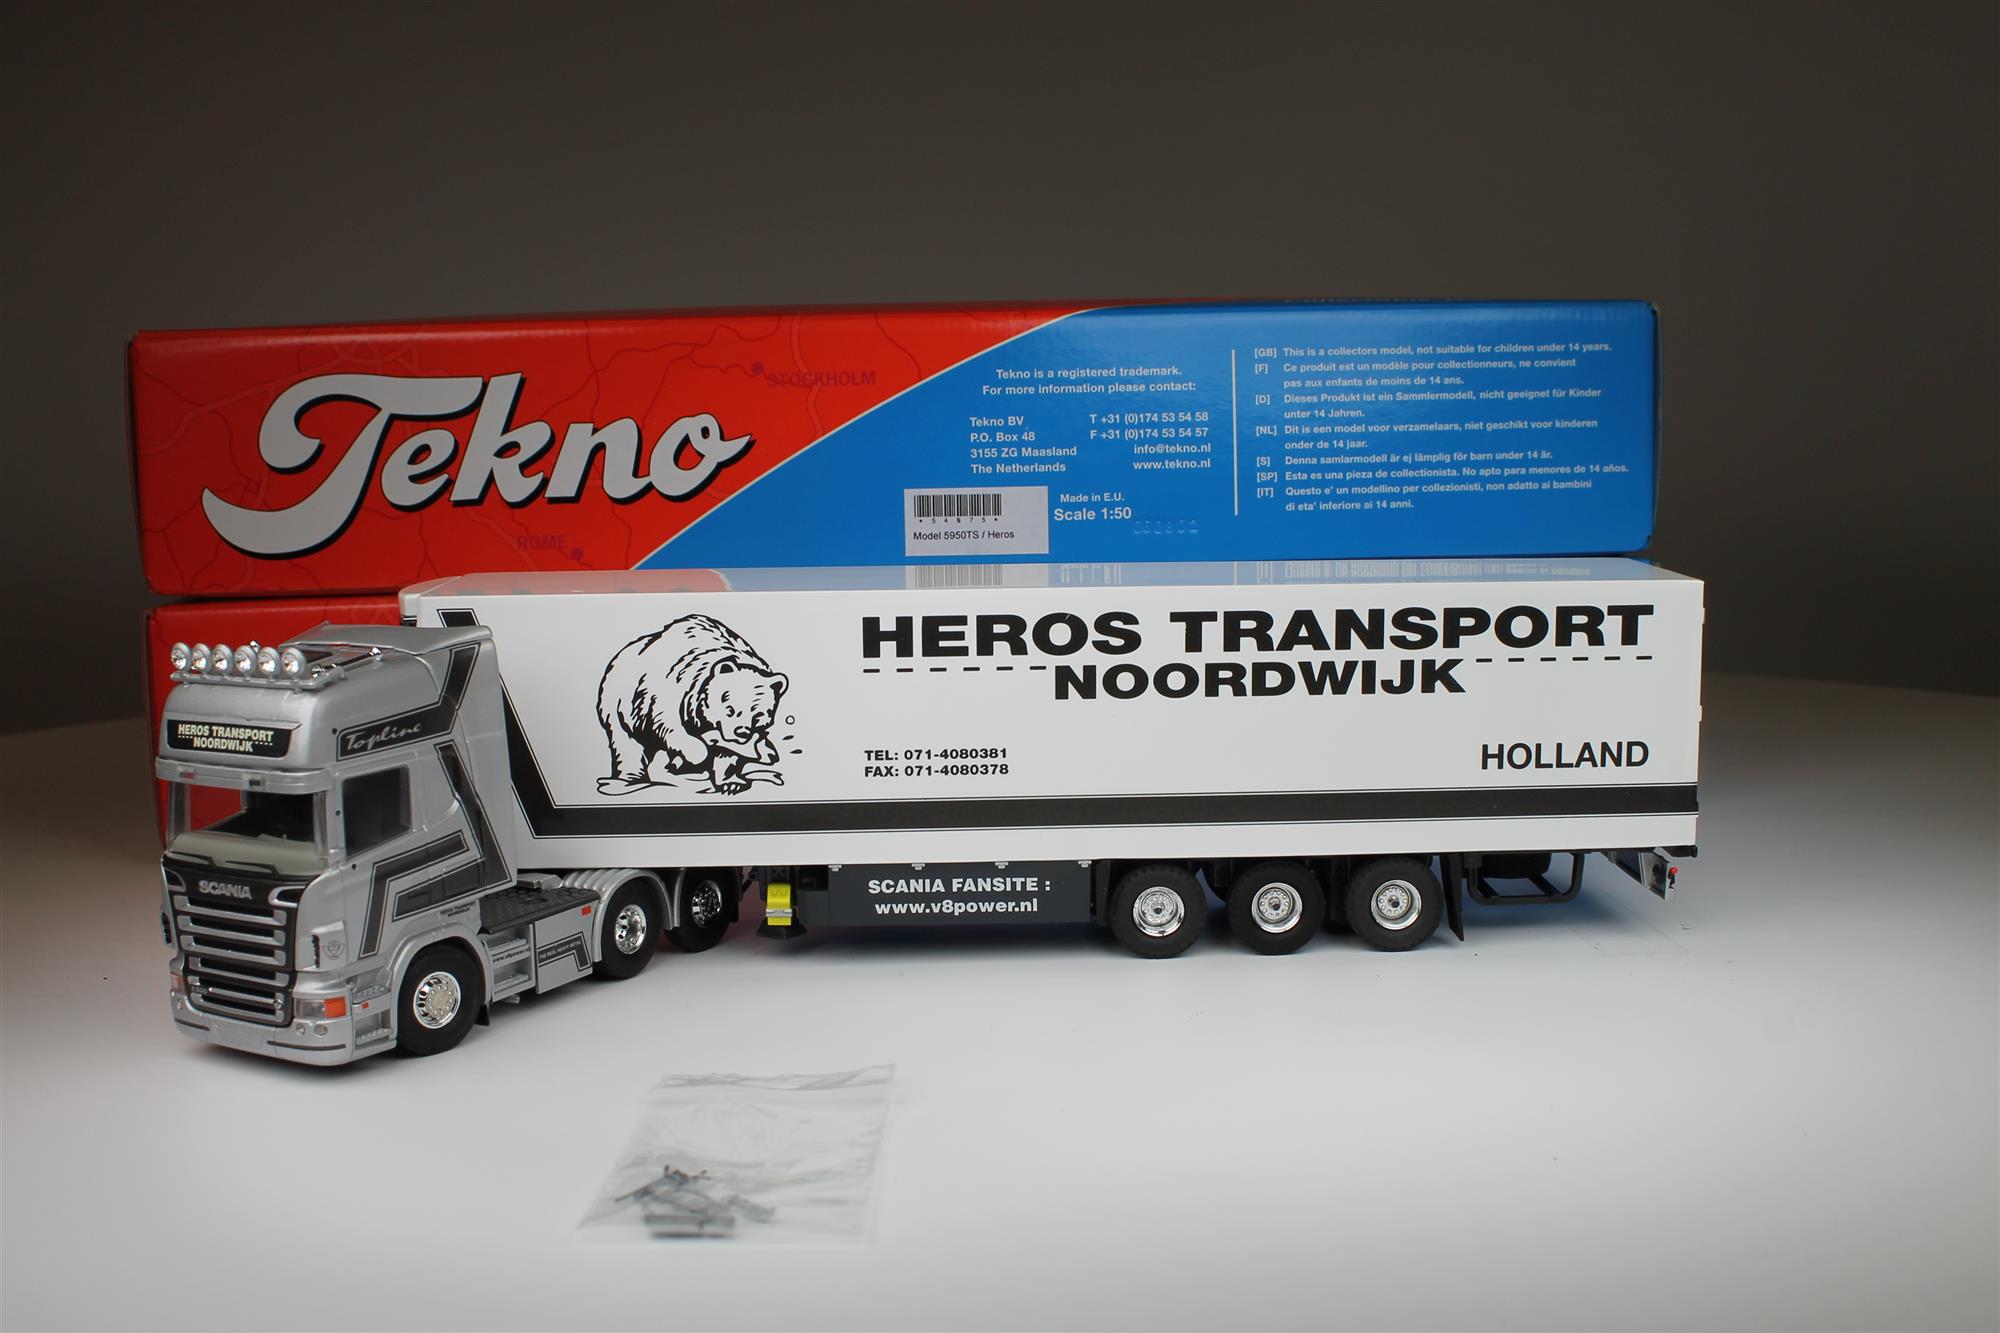 Tekno
STOCKHOLM
ROME
Tekno is a registered trademark.
For more information please contact:
Tekno BV
P.O. Box 48
3155 ZG Maasland
The Netherlands
T +31 (0)174 53 54 58
F +31 (0)174 53 54 57
info@tekno.nl
www.tekno.nl
Made in E.U.
Scale 1:50
Model 5950TS / Heros
[GB] This is a collectors model, not suitable for children under 14 years.
[F] Ce produit est un modèle pour collectionneurs, ne convient
pas aux enfants de moins de 14 ans.
[D] Dieses Produkt ist ein Sammlermodell, nicht geeignet für Kinder
unter 14 Jahren.
[NL] Dit is een model voor verzamelaars, niet geschikt voor kinderen
onder de 14 jaar.
[S] Denna samlarmodell är ej lämplig för barn under 14 år.
[SP] Esta es una pieza de collectionista. No apto para menores de 14 años.
[IT] Questo e' un modellino per collezionisti, non adatto ai bambini
di eta' inferiore ai 14 anni.
HEROS TRANSPORT
NOORDWIJK
TEL: 071-4080381
FAX: 071-4080378
HOLLAND
HEROS TRANSPORT
NOORDWIJK
Topline
SCANIA
HEROS TRANSPORT
NOORDWIJK
www.v8power.nl
SCANIA FANSITE :
www.v8power.nl